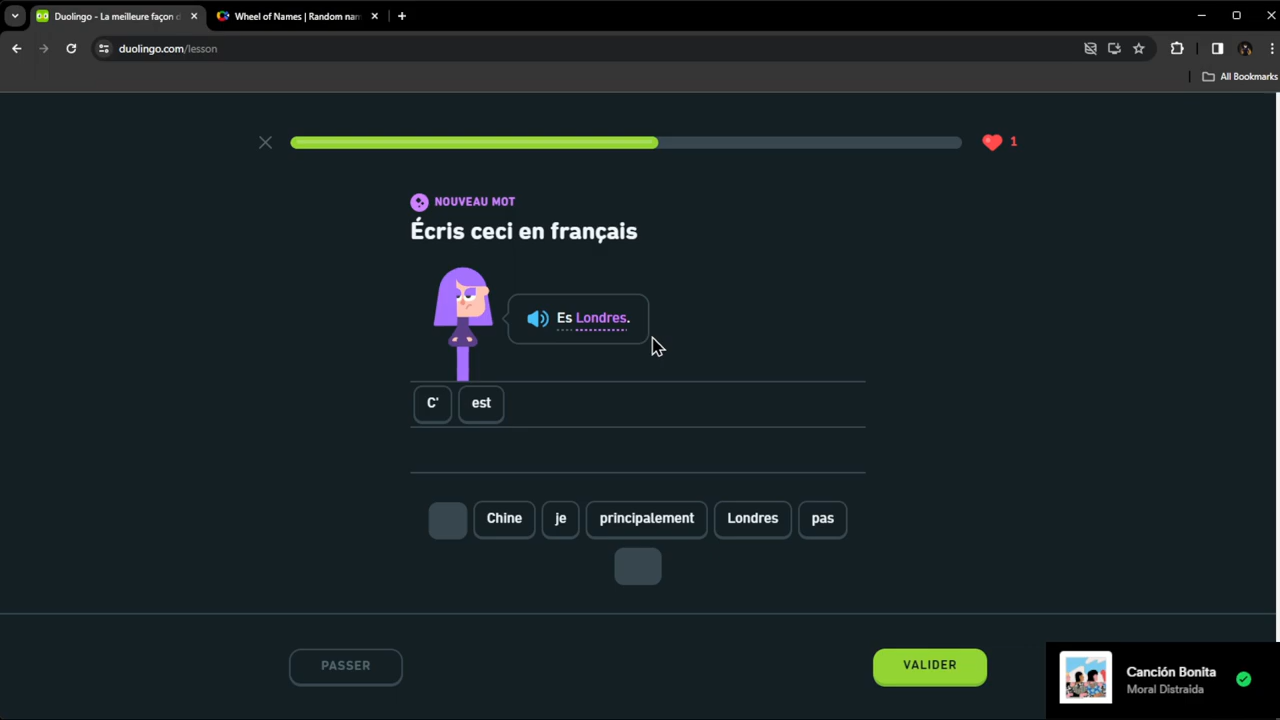 Duolingo - La meilleure façon d
Wheel of Names | Random nam
duolingo.com/lesson
All Bookmarks
1
NOUVEAU MOT
Écris ceci en français
Es Londres.
C' est
Chine je principalement Londres pas
PASSER
VALIDER
Canción Bonita
Moral Distraida